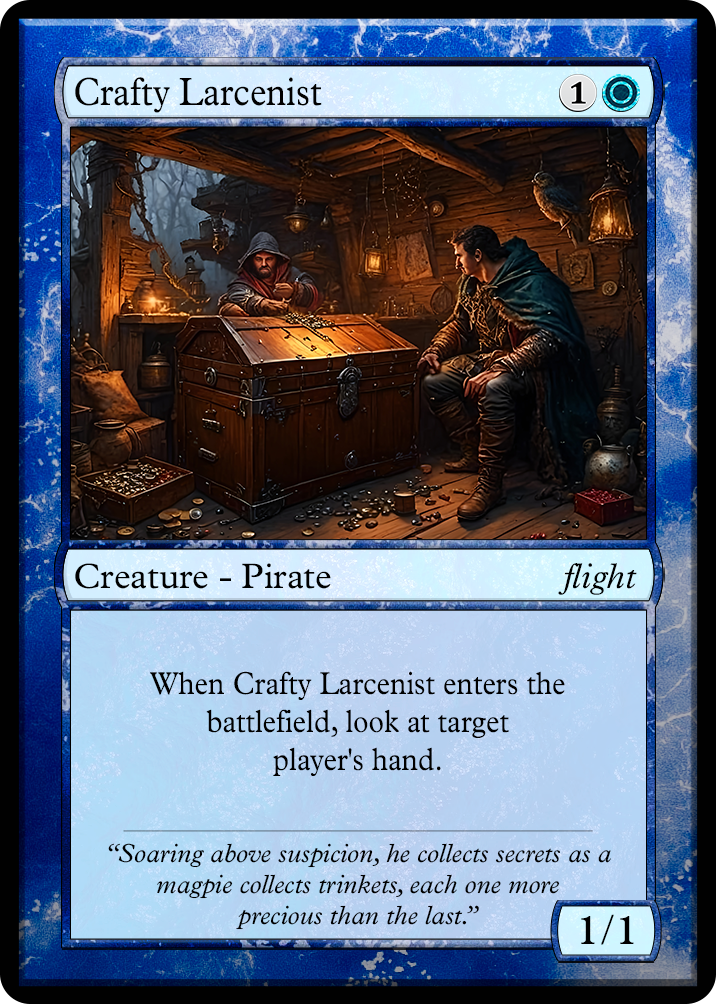 Crafty Larcenist 1
Creature - Pirate flight
When Crafty Larcenist enters the
battlefield, look at target
player's hand.
“Soaring above suspicion, he collects secrets as a
magpie collects trinkets, each one more
precious than the last.”
1/1